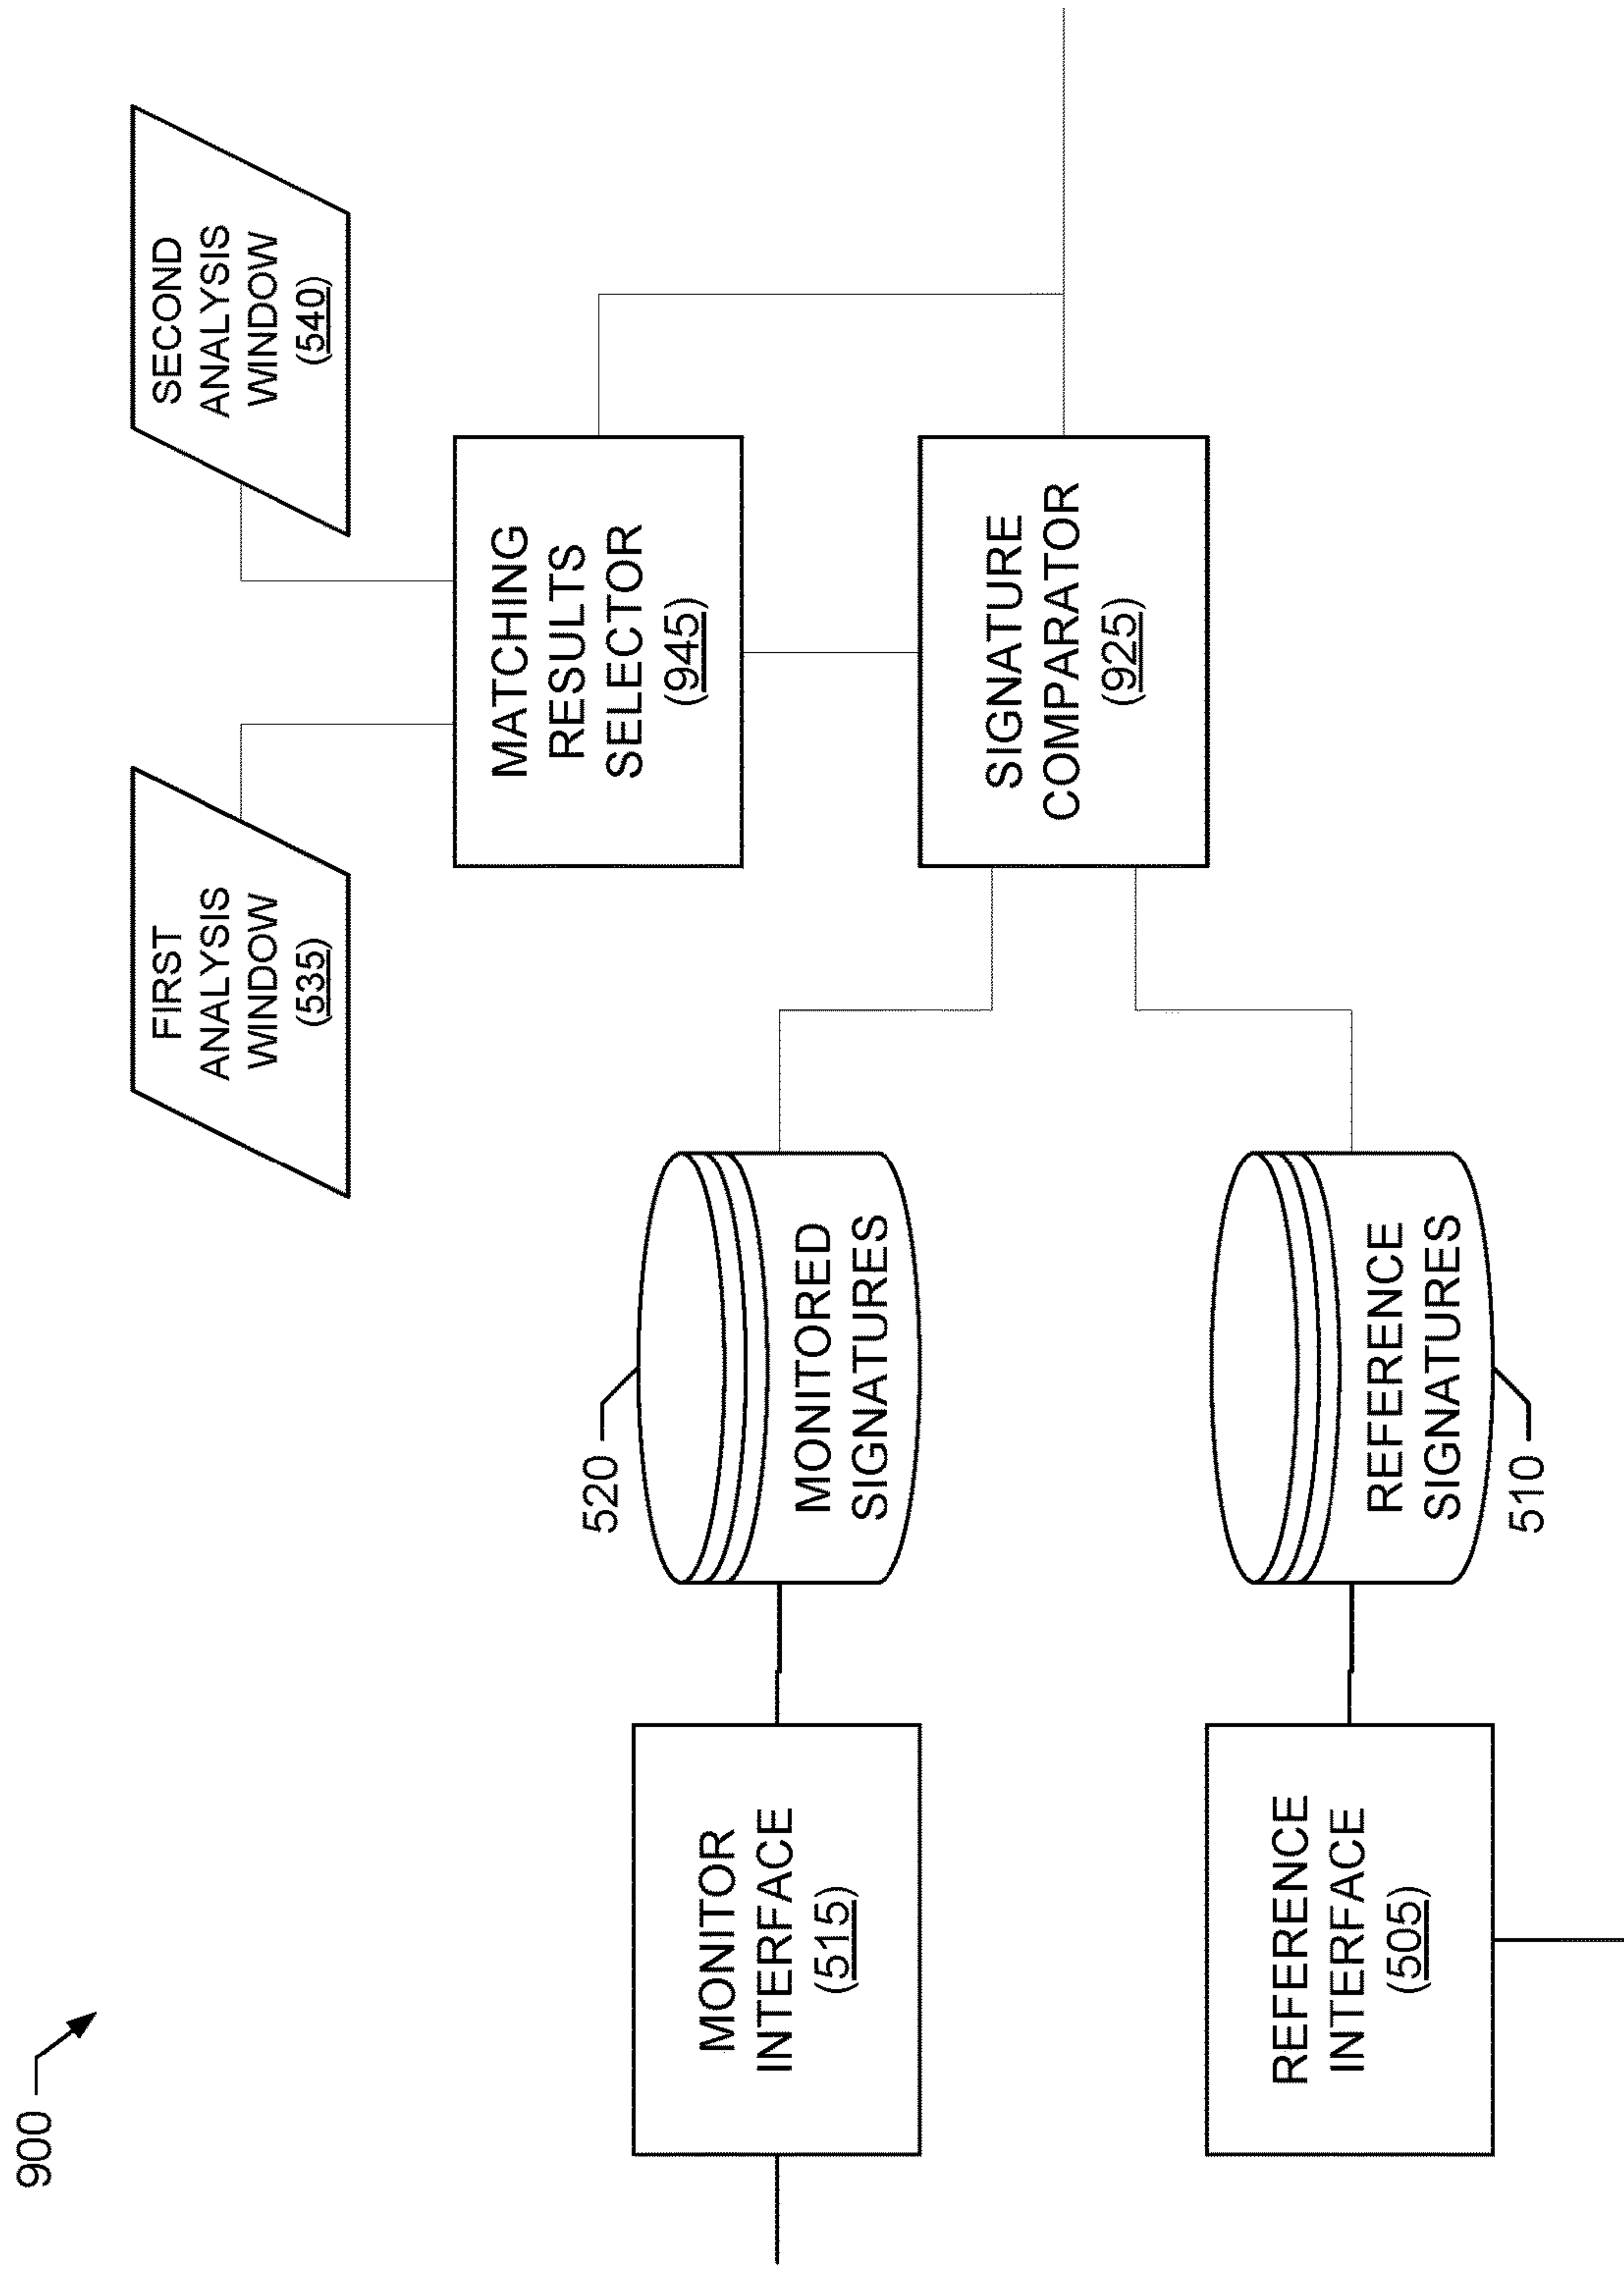 900
FIRST
ANALYSIS
WINDOW
(535)
SECOND
ANALYSIS
WINDOW
(540)
MATCHING
RESULTS
SELECTOR
(945)
MONITOR
INTERFACE
(515)
520
MONITORED
SIGNATURES
SIGNATURE
COMPARATOR
(925)
REFERENCE
INTERFACE
(505)
REFERENCE
SIGNATURES
510